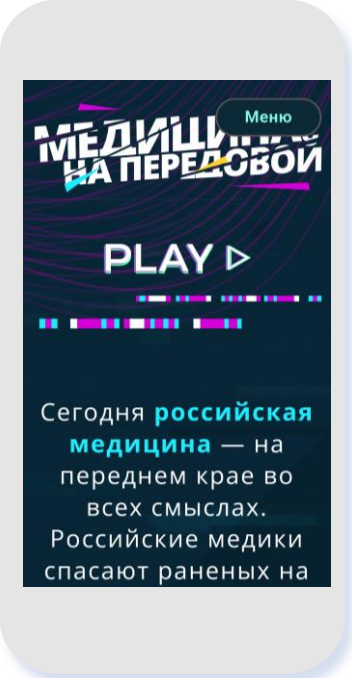 Меню
МЕДИЦИНА
НА ПЕРЕДОВОЙ
PLAY
Сегодня российская
медицина — на
переднем крае во
всех смыслах.
Российские медики
спасают раненых на